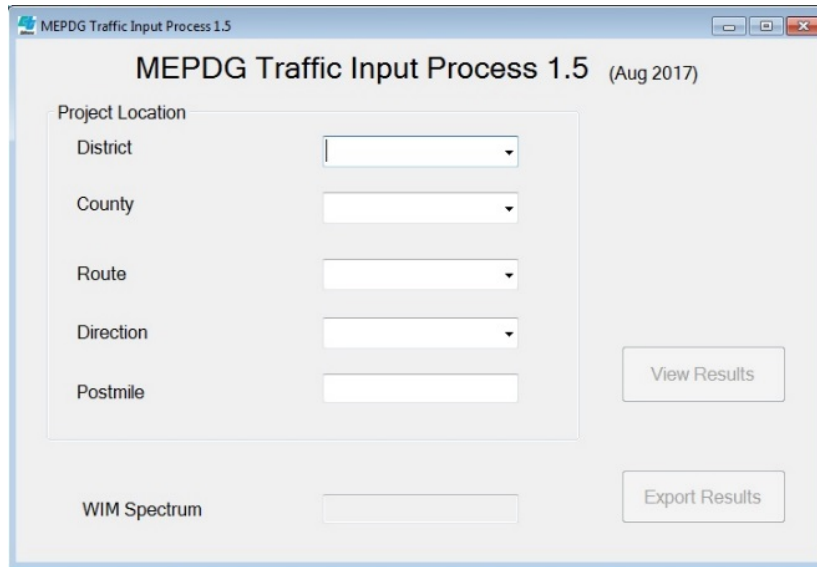 MEPDG Traffic Input Process 1.5
MEPDG Traffic Input Process 1.5 (Aug 2017)
Project Location
District
County
Route
Direction
Postmile
View Results
WIM Spectrum
Export Results